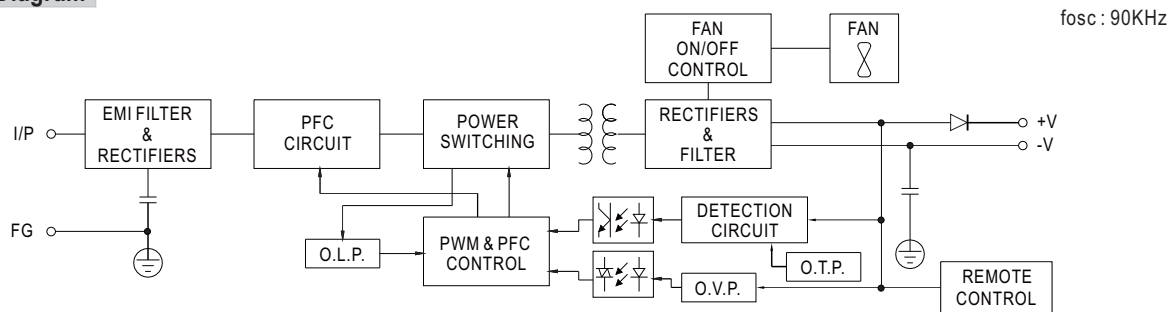 fosc : 90KHz
FAN
ON/OFF
CONTROL
FAN
I/P
EMI FILTER
&
RECTIFIERS
PFC
CIRCUIT
POWER
SWITCHING
RECTIFIERS
&
FILTER
+V
-V
FG
O.L.P.
PWM & PFC
CONTROL
DETECTION
CIRCUIT
O.T.P.
O.V.P.
REMOTE
CONTROL